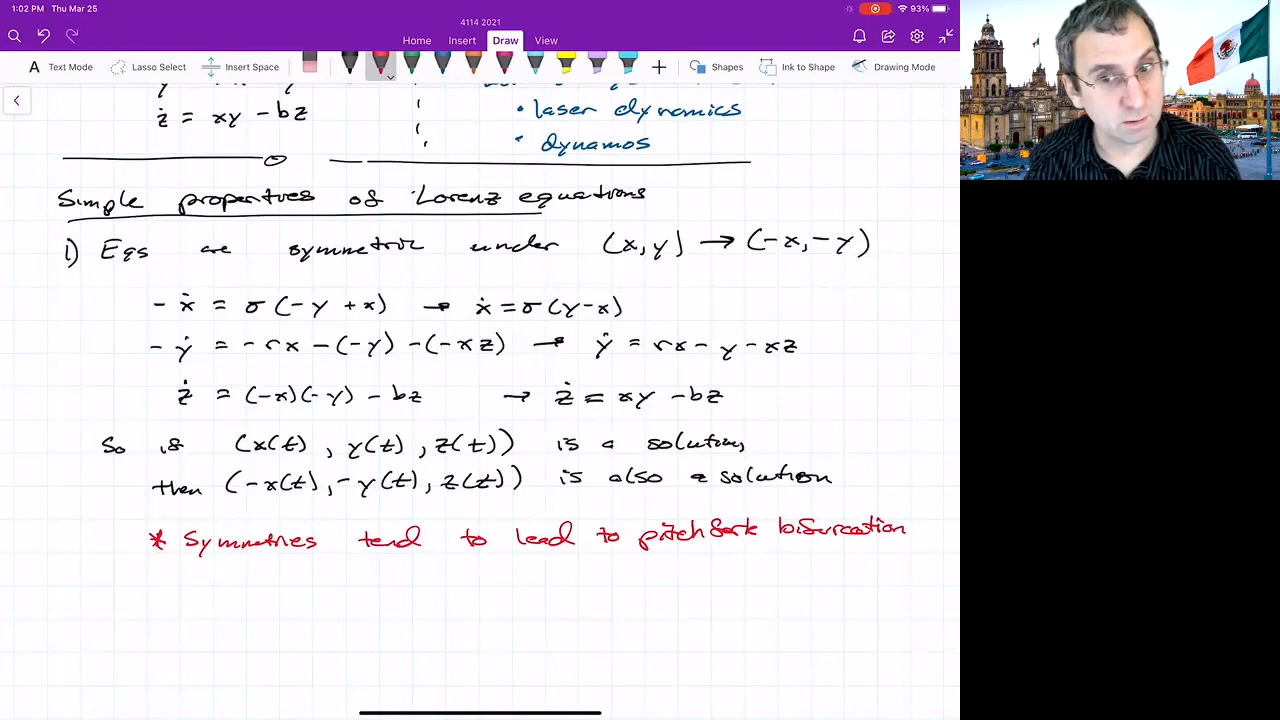 1:02 PM Thu Mar 25
93%
4114 2021
Home Insert Draw View
Text Mode Lasso Select Insert Space Shapes Ink to Shape Drawing Mode
ż = xy - bz
• laser dynamics
• dynamos
Simple properties of Lorenz equations
1) Eqs are symmetric under (x,y) → (-x,-y)
-ẋ = σ(-y+x) → ẋ = σ(y-x)
-ẏ = -rx - (-y) - (-xz) → ẏ = rx - y - xz
ż = (-x)(-y) - bz → ż = xy - bz
So if (x(t), y(t), z(t)) is a solution,
then (-x(t), -y(t), z(t)) is also a solution
* Symmetries tend to lead to pitchfork bifurcation